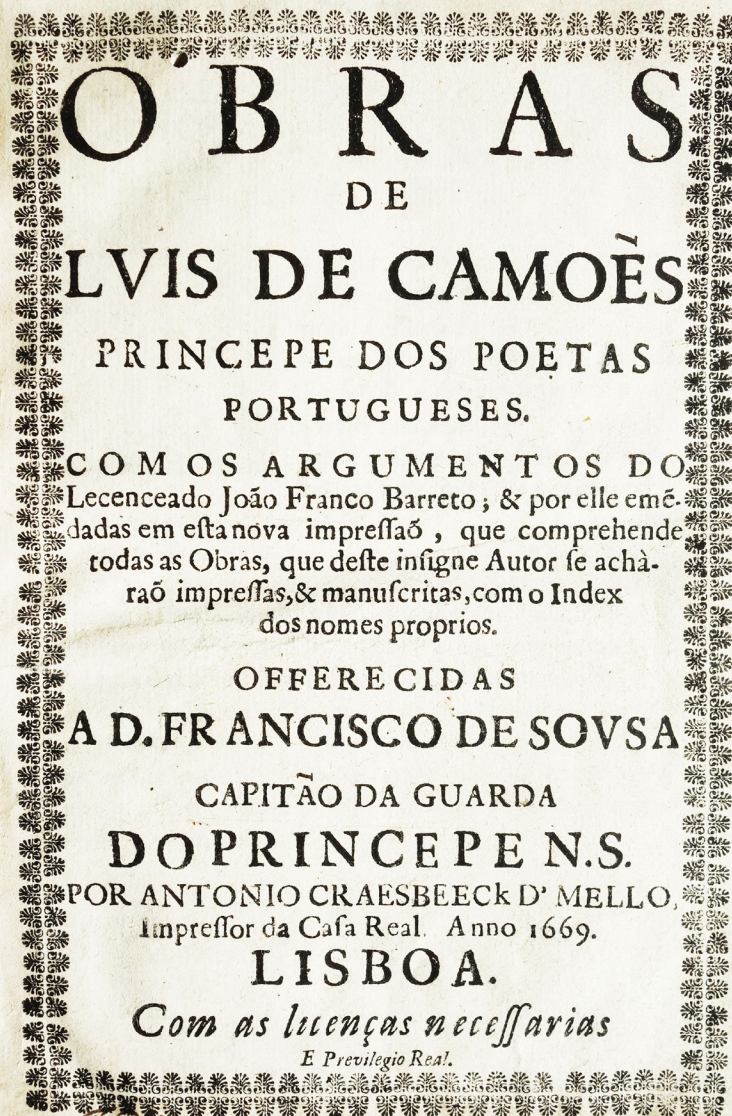 OBRAS
DE
LVIS DE CAMOÈS
PRINCEPE DOS POETAS
PORTUGUESES.
COM OS ARGUMENTOS DO
Lecenceado João Franco Barreto; & por elle emẽ-
dadas em esta nova impressaõ, que comprehende
todas as Obras, que deste insigne Autor se achà-
raõ impressas, & manuscritas, com o Index
dos nomes proprios.
OFFERECIDAS
A D. FRANCISCO DE SOVSA
CAPITÃO DA GUARDA
DO PRINCEPE N.S.
POR ANTONIO CRAESBEECk D' MELLO,
Impressor da Casa Real. Anno 1669.
LISBOA.
Com as licenças necessarias
E Previlegio Real.